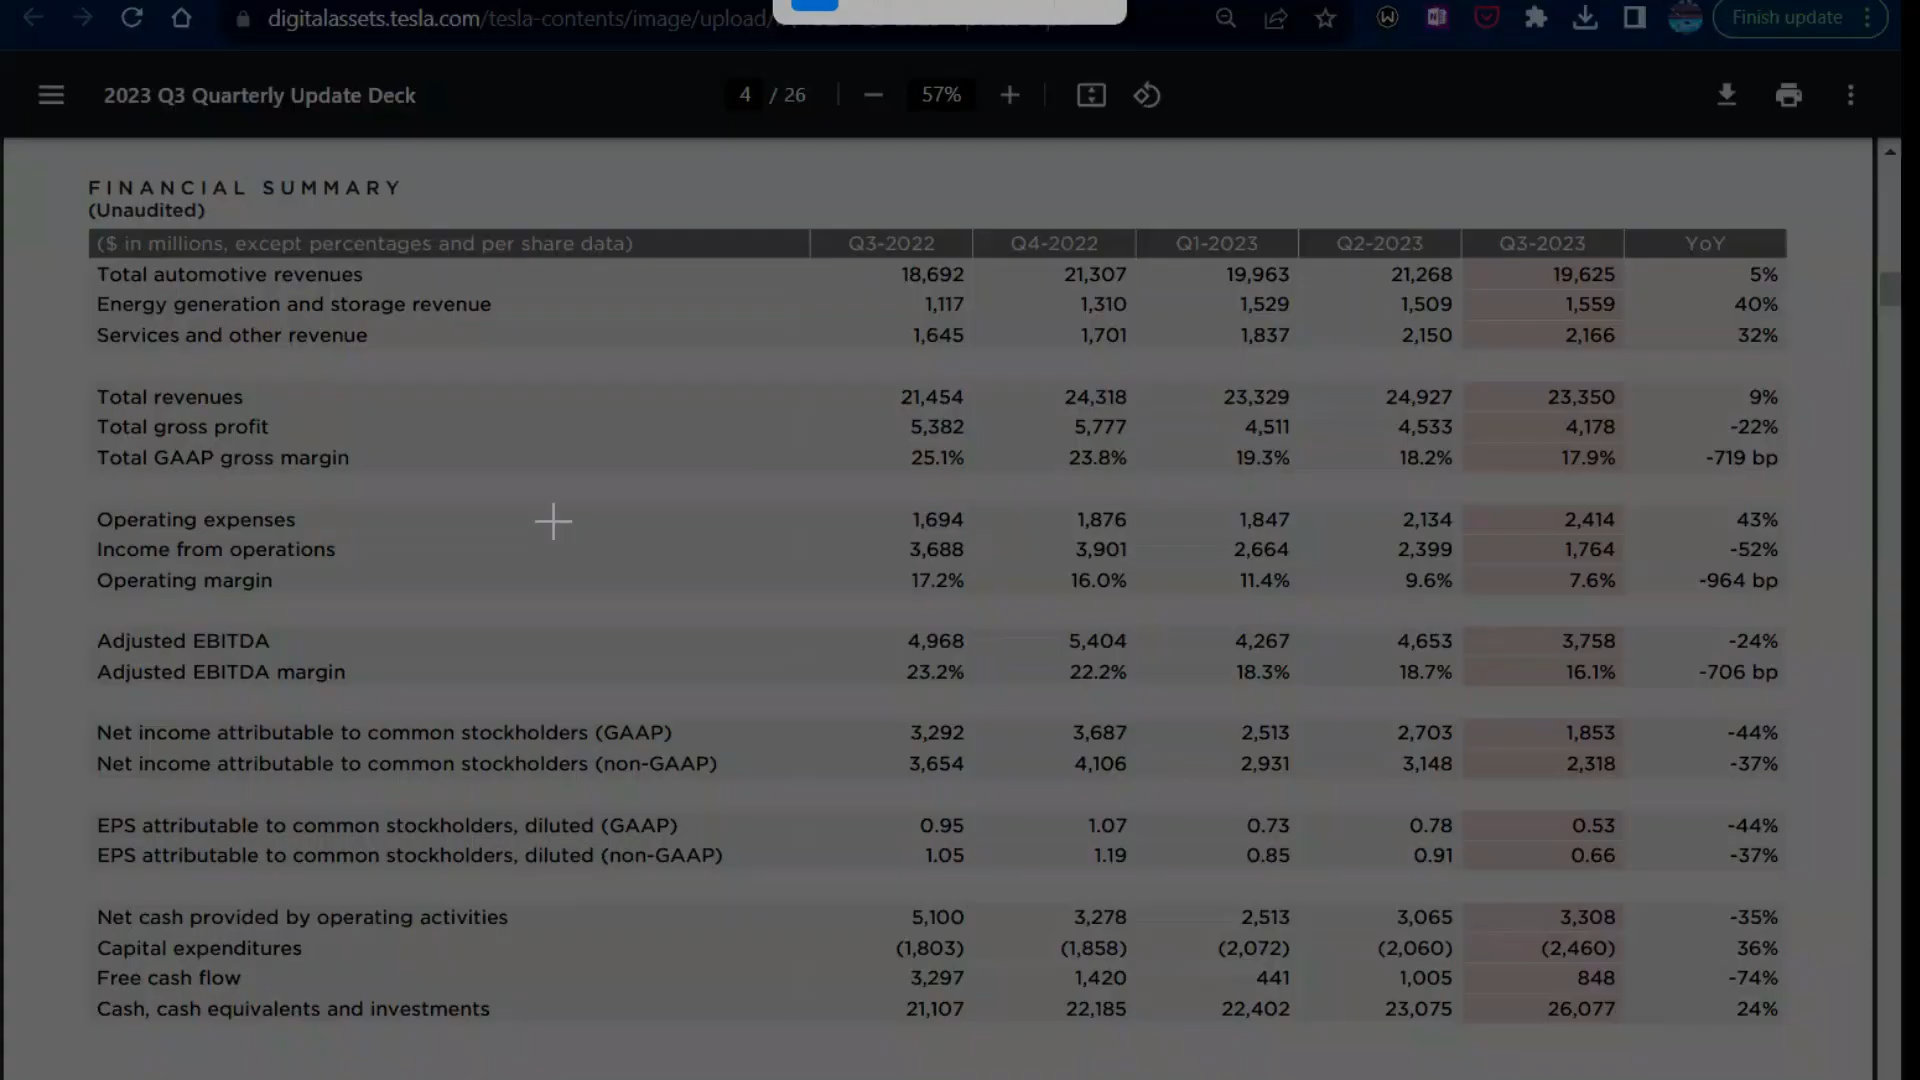 digitalassets.tesla.com/tesla-contents/image/upload/
Finish update
2023 Q3 Quarterly Update Deck
4 / 26
57%
FINANCIAL SUMMARY
(Unaudited)
($ in millions, except percentages and per share data) Q3-2022 Q4-2022 Q1-2023 Q2-2023 Q3-2023 YoY
Total automotive revenues 18,692 21,307 19,963 21,268 19,625 5%
Energy generation and storage revenue 1,117 1,310 1,529 1,509 1,559 40%
Services and other revenue 1,645 1,701 1,837 2,150 2,166 32%
Total revenues 21,454 24,318 23,329 24,927 23,350 9%
Total gross profit 5,382 5,777 4,511 4,533 4,178 -22%
Total GAAP gross margin 25.1% 23.8% 19.3% 18.2% 17.9% -719 bp
Operating expenses 1,694 1,876 1,847 2,134 2,414 43%
Income from operations 3,688 3,901 2,664 2,399 1,764 -52%
Operating margin 17.2% 16.0% 11.4% 9.6% 7.6% -964 bp
Adjusted EBITDA 4,968 5,404 4,267 4,653 3,758 -24%
Adjusted EBITDA margin 23.2% 22.2% 18.3% 18.7% 16.1% -706 bp
Net income attributable to common stockholders (GAAP) 3,292 3,687 2,513 2,703 1,853 -44%
Net income attributable to common stockholders (non-GAAP) 3,654 4,106 2,931 3,148 2,318 -37%
EPS attributable to common stockholders, diluted (GAAP) 0.95 1.07 0.73 0.78 0.53 -44%
EPS attributable to common stockholders, diluted (non-GAAP) 1.05 1.19 0.85 0.91 0.66 -37%
Net cash provided by operating activities 5,100 3,278 2,513 3,065 3,308 -35%
Capital expenditures (1,803) (1,858) (2,072) (2,060) (2,460) 36%
Free cash flow 3,297 1,420 441 1,005 848 -74%
Cash, cash equivalents and investments 21,107 22,185 22,402 23,075 26,077 24%